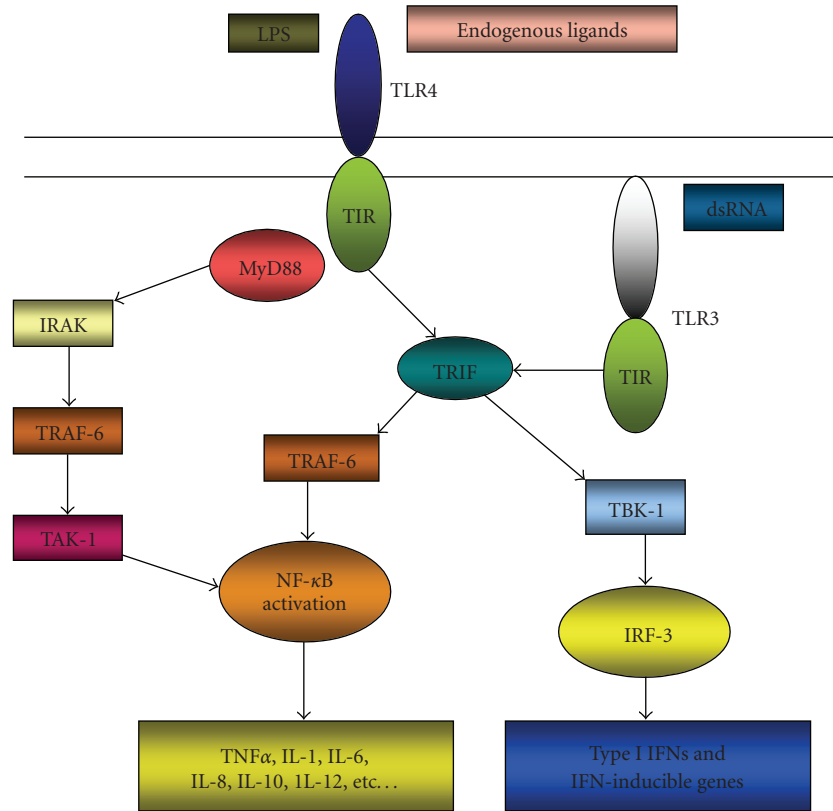 LPS
Endogenous ligands
TLR4
TIR
dsRNA
MyD88
TLR3
IRAK
TRIF
TIR
TRAF-6
TRAF-6
TBK-1
TAK-1
NF-κB
activation
IRF-3
TNFα, IL-1, IL-6,
IL-8, IL-10, 1L-12, etc...
Type I IFNs and
IFN-inducible genes